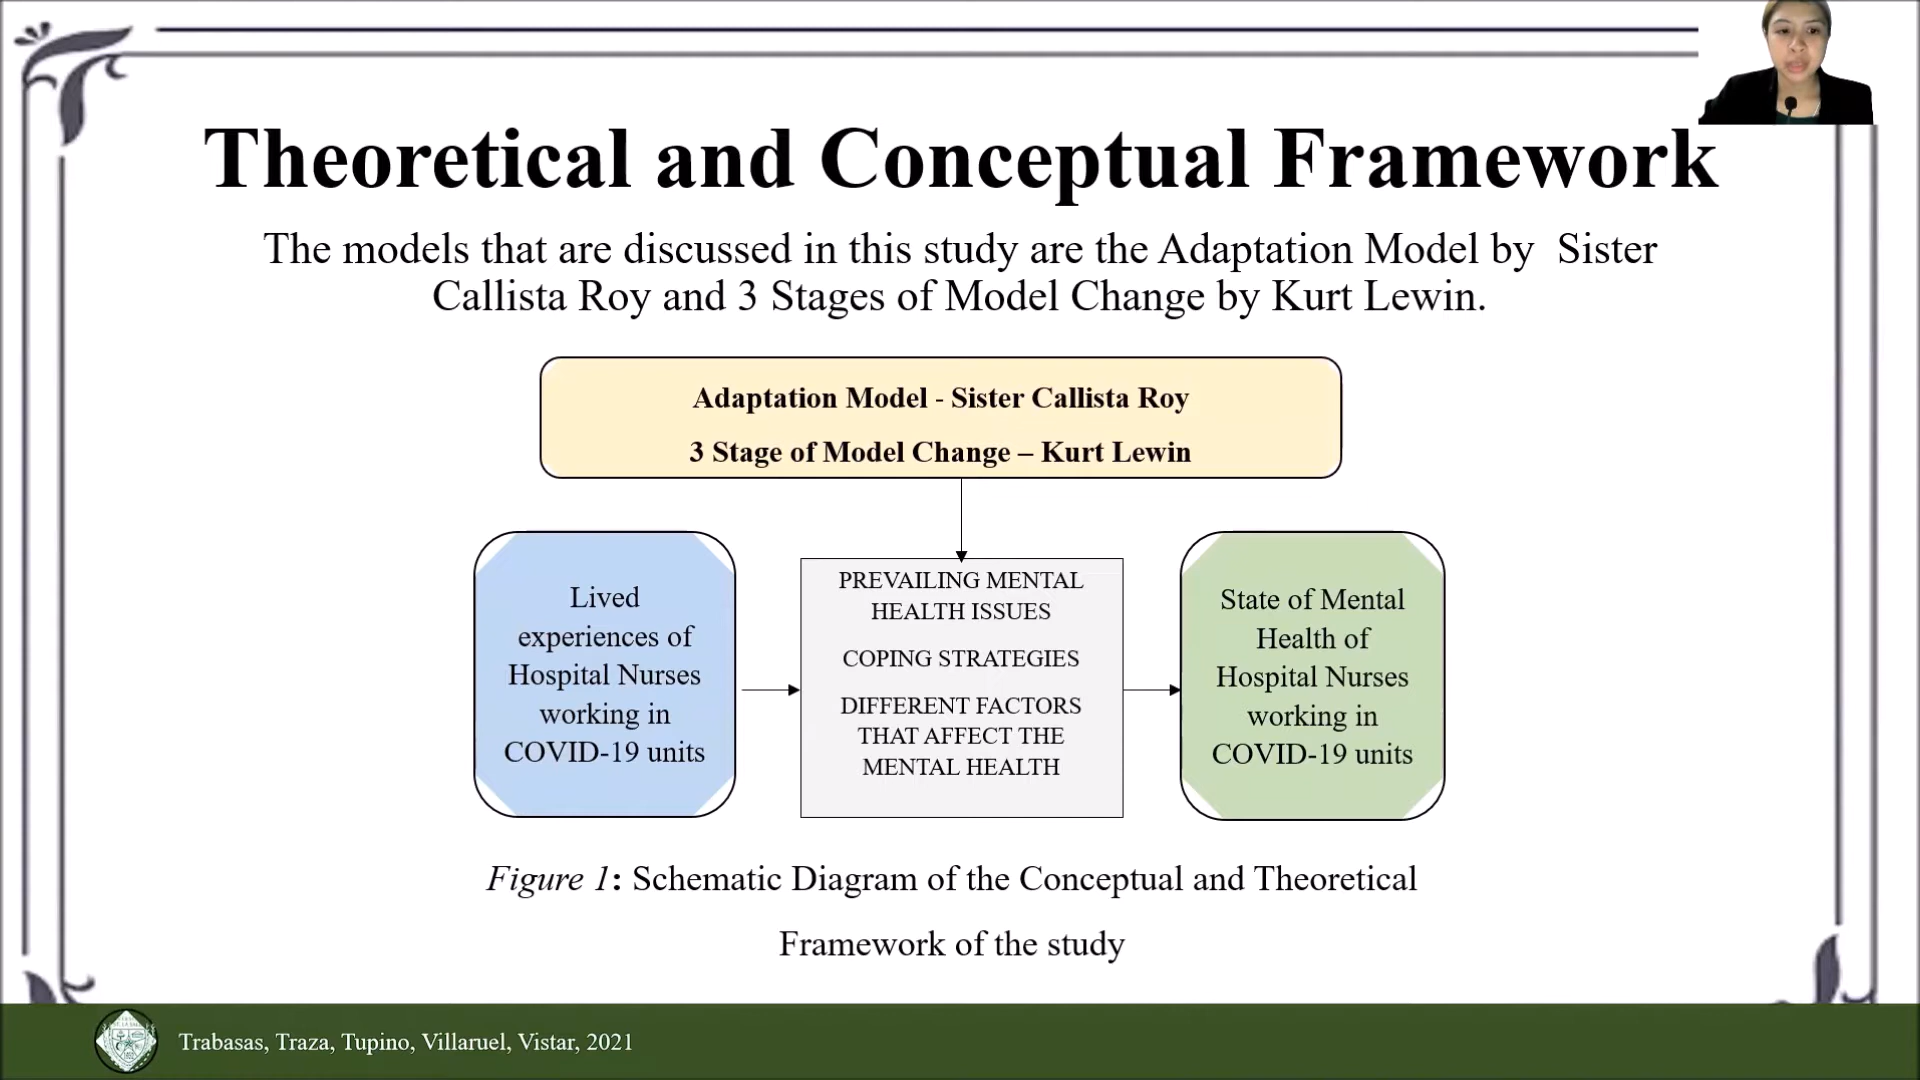 Theoretical and Conceptual Framework
The models that are discussed in this study are the Adaptation Model by Sister
Callista Roy and 3 Stages of Model Change by Kurt Lewin.
Adaptation Model - Sister Callista Roy
3 Stage of Model Change – Kurt Lewin
Lived
experiences of
Hospital Nurses
working in
COVID-19 units
PREVAILING MENTAL
HEALTH ISSUES
COPING STRATEGIES
DIFFERENT FACTORS
THAT AFFECT THE
MENTAL HEALTH
State of Mental
Health of
Hospital Nurses
working in
COVID-19 units
Figure 1: Schematic Diagram of the Conceptual and Theoretical
Framework of the study
Trabasas, Traza, Tupino, Villaruel, Vistar, 2021